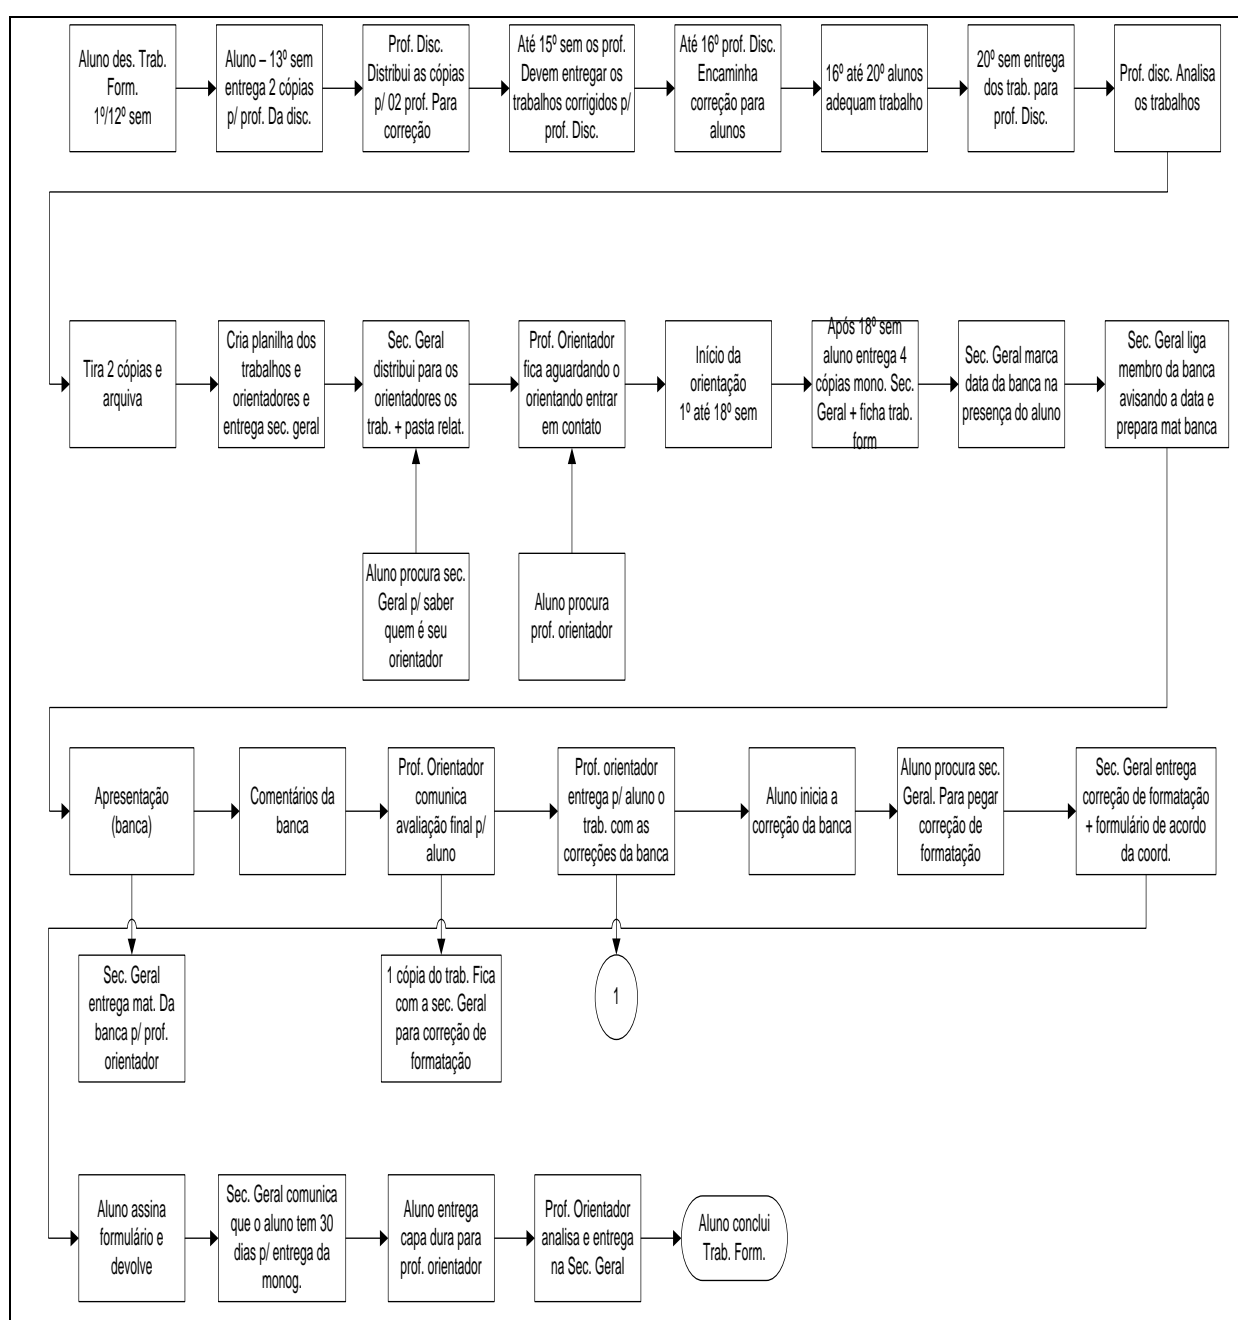 Aluno des. Trab.
Form.
1º/12º sem
Aluno – 13º sem
entrega 2 cópias
p/ prof. Da disc.
Prof. Disc.
Distribui as cópias
p/ 02 prof. Para
correção
Até 15º sem os prof.
Devem entregar os
trabalhos corrigidos p/
prof. Disc.
Até 16º prof. Disc.
Encaminha
correção para
alunos
16º até 20º alunos
adequam trabalho
20º sem entrega
dos trab. para
prof. Disc.
Prof. disc. Analisa
os trabalhos
Tira 2 cópias e
arquiva
Cria planilha dos
trabalhos e
orientadores e
entrega sec. geral
Sec. Geral
distribui para os
orientadores os
trab. + pasta relat.
Prof. Orientador
fica aguardando o
orientando entrar
em contato
Início da
orientação
1º até 18º sem
Após 18º sem
aluno entrega 4
cópias mono. Sec.
Geral + ficha trab.
form
Sec. Geral marca
data da banca na
presença do aluno
Sec. Geral liga
membro da banca
avisando a data e
prepara mat banca
Aluno procura sec.
Geral p/ saber
quem é seu
orientador
Aluno procura
prof. orientador
Apresentação
(banca)
Comentários da
banca
Prof. Orientador
comunica
avaliação final p/
aluno
Prof. orientador
entrega p/ aluno o
trab. com as
correções da banca
Aluno inicia a
correção da banca
Aluno procura sec.
Geral. Para pegar
correção de
formatação
Sec. Geral entrega
correção de formatação
+ formulário de acordo
da coord.
Sec. Geral
entrega mat. Da
banca p/ prof.
orientador
1 cópia do trab. Fica
com a sec. Geral
para correção de
formatação
1
Aluno assina
formulário e
devolve
Sec. Geral comunica
que o aluno tem 30
dias p/ entrega da
monog.
Aluno entrega
capa dura para
prof. orientador
Prof. Orientador
analisa e entrega
na Sec. Geral
Aluno conclui
Trab. Form.